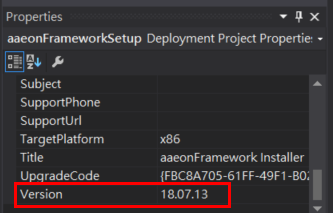 Properties
aaeonFrameworkSetup Deployment Project Properties
Subject
SupportPhone
SupportUrl
TargetPlatform x86
Title aaeonFramework Installer
UpgradeCode {FBC8A705-61FF-49F1-B02
Version 18.07.13